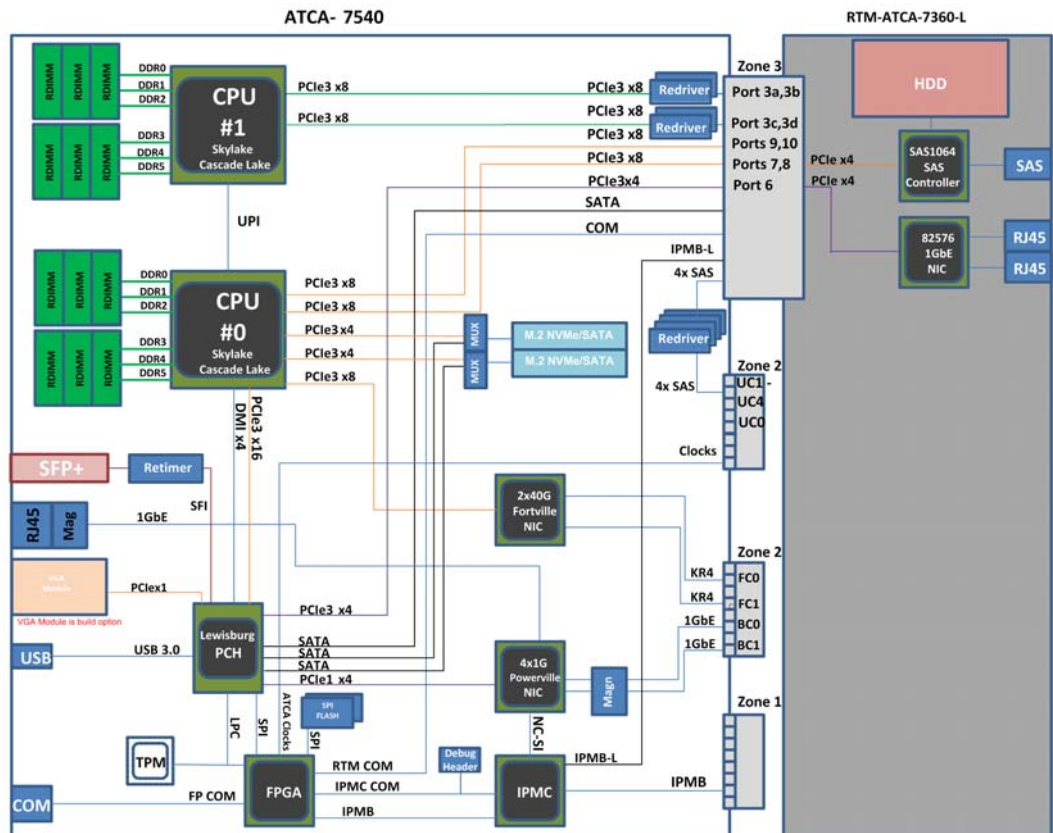 ATCA- 7540
RTM-ATCA-7360-L
RDIMM
RDIMM
RDIMM
DDR0
DDR1
DDR2
RDIMM
RDIMM
RDIMM
DDR3
DDR4
DDR5
CPU
#1
Skylake
Cascade Lake
PCIe3 x8
PCIe3 x8
PCIe3 x8
PCIe3 x8
PCIe3 x8
PCIe3 x8
PCIe3x4
SATA
COM
IPMB-L
4x SAS
Redriver
Redriver
Zone 3
Port 3a,3b
Port 3c,3d
Ports 9,10
Ports 7,8
Port 6
HDD
PCIe x4
PCIe x4
SAS1064
SAS
Controller
SAS
82576
1GbE
NIC
RJ45
RJ45
UPI
RDIMM
RDIMM
RDIMM
DDR0
DDR1
DDR2
RDIMM
RDIMM
RDIMM
DDR3
DDR4
DDR5
CPU
#0
Skylake
Cascade Lake
PCIe3 x8
PCIe3 x8
PCIe3 x4
PCIe3 x4
PCIe3 x8
MUX
MUX
M.2 NVMe/SATA
M.2 NVMe/SATA
Redriver
4x SAS
Zone 2
UC1 -
UC4
UC0
Clocks
DMI x4
PCIe3 x16
SFP+
Retimer
SFI
RJ45
Mag
1GbE
2x40G
Fortville
NIC
VGA
Module
VGA Module is build option
PCIex1
KR4
KR4
1GbE
1GbE
Zone 2
FC0
FC1
BC0
BC1
USB
USB 3.0
Lewisburg
PCH
PCIe3 x4
SATA
SATA
SATA
PCIe1 x4
4x1G
Powerville
NIC
Magn
LPC
SPI
ATCA Clocks
SPI
FLASH
SPI
NC-SI
Zone 1
TPM
Debug
Header
COM
FP COM
FPGA
RTM COM
IPMC COM
IPMB
IPMC
IPMB-L
IPMB